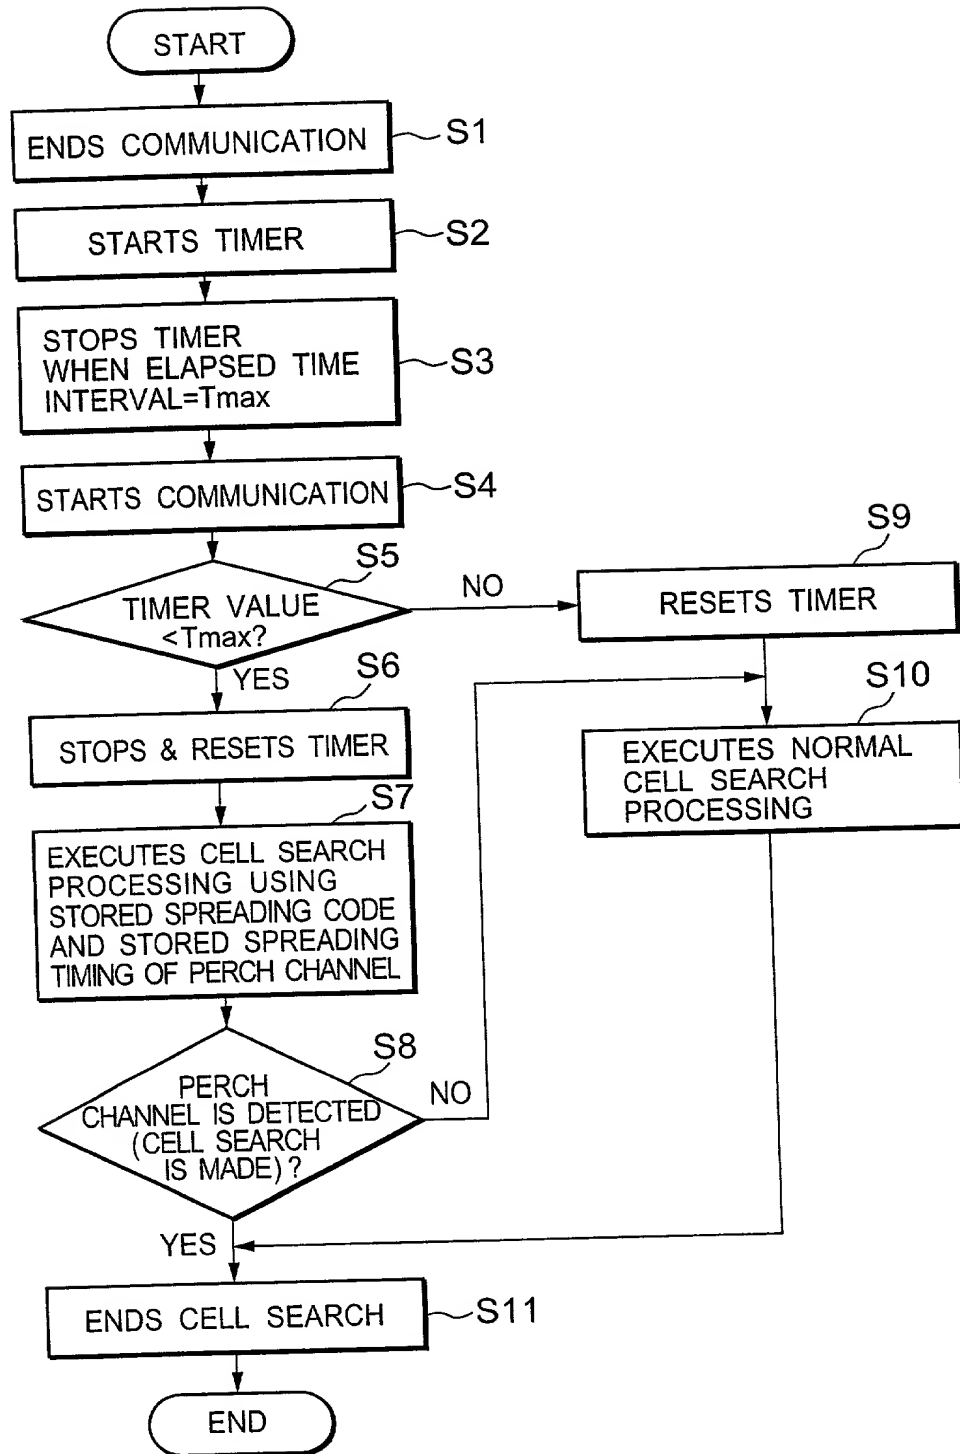 START
ENDS COMMUNICATION
S1
STARTS TIMER
S2
STOPS TIMER
WHEN ELAPSED TIME
INTERVAL=Tmax
S3
STARTS COMMUNICATION
S4
S5
TIMER VALUE
<Tmax?
NO
YES
S9
RESETS TIMER
S6
STOPS & RESETS TIMER
S10
EXECUTES NORMAL
CELL SEARCH
PROCESSING
S7
EXECUTES CELL SEARCH
PROCESSING USING
STORED SPREADING CODE
AND STORED SPREADING
TIMING OF PERCH CHANNEL
S8
PERCH
CHANNEL IS DETECTED
(CELL SEARCH
IS MADE)?
NO
YES
ENDS CELL SEARCH
S11
END